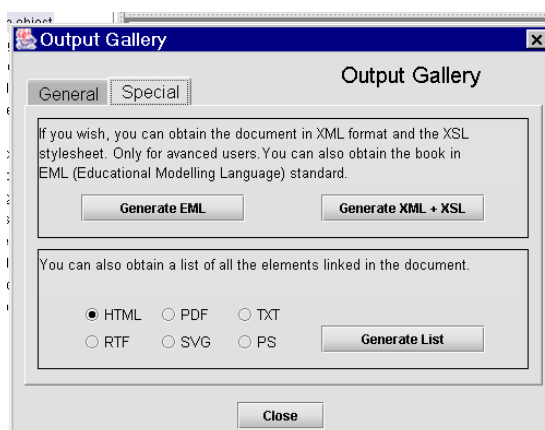 n object
Output Gallery
Output Gallery
General
Special
If you wish, you can obtain the document in XML format and the XSL
stylesheet. Only for avanced users.You can also obtain the book in
EML (Educational Modelling Language) standard.
Generate EML
Generate XML + XSL
You can also obtain a list of all the elements linked in the document.
HTML
PDF
TXT
RTF
SVG
PS
Generate List
Close